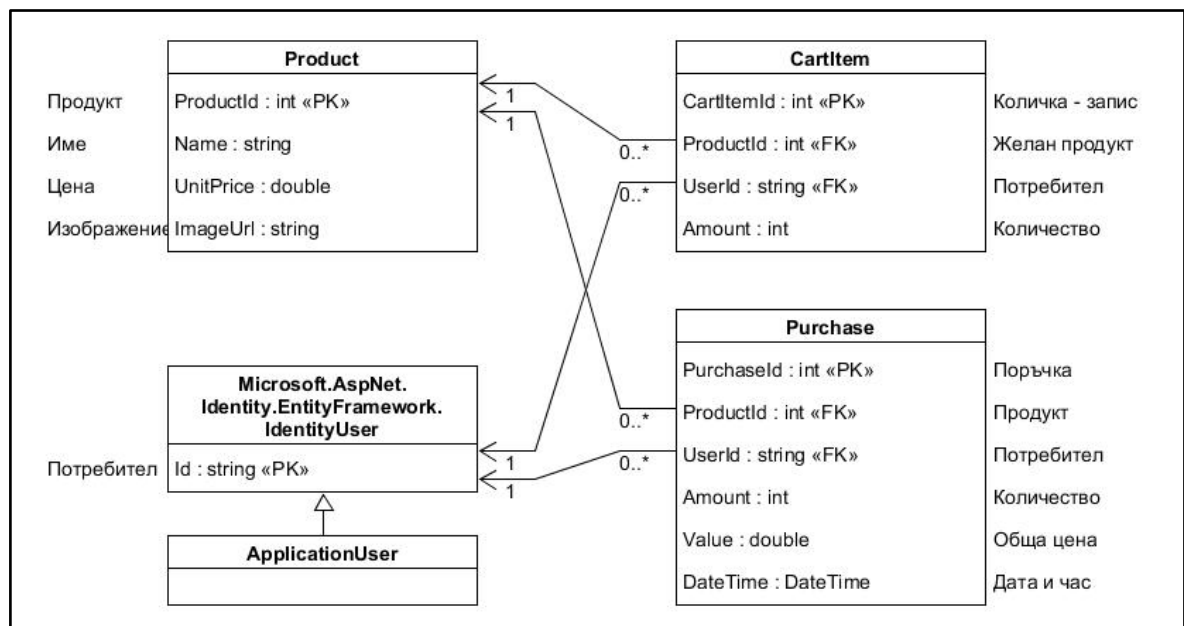 Product
Продукт
ProductId : int «PK»
Име
Name : string
Цена
UnitPrice : double
Изображение
ImageUrl : string
1
1
CartItem
CartItemId : int «PK»
Количка - запис
ProductId : int «FK»
Желан продукт
UserId : string «FK»
Потребител
Amount : int
Количество
0..*
0..*
Microsoft.AspNet.
Identity.EntityFramework.
IdentityUser
Потребител
Id : string «PK»
1
1
ApplicationUser
Purchase
PurchaseId : int «PK»
Поръчка
ProductId : int «FK»
Продукт
UserId : string «FK»
Потребител
Amount : int
Количество
Value : double
Обща цена
DateTime : DateTime
Дата и час
0..*
0..*